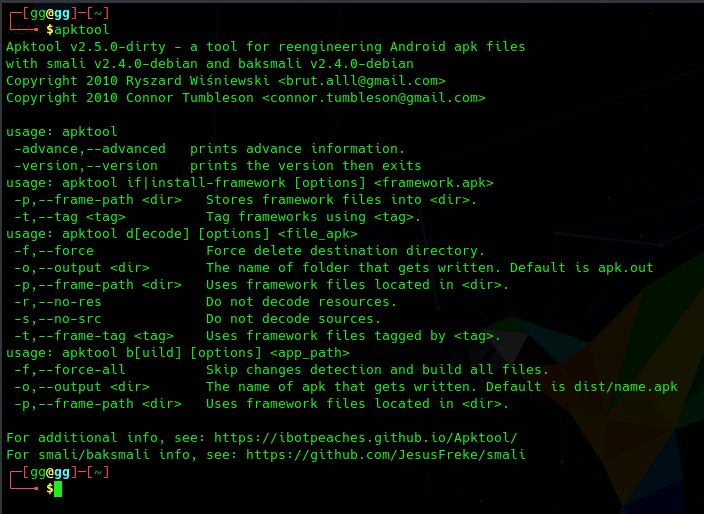 ┌─[gg@gg]─[~]
└──╼ $apktool
Apktool v2.5.0-dirty - a tool for reengineering Android apk files
with smali v2.4.0-debian and baksmali v2.4.0-debian
Copyright 2010 Ryszard Wiśniewski <brut.alll@gmail.com>
Copyright 2010 Connor Tumbleson <connor.tumbleson@gmail.com>

usage: apktool
 -advance,--advanced   prints advance information.
 -version,--version    prints the version then exits
usage: apktool if|install-framework [options] <framework.apk>
 -p,--frame-path <dir>   Stores framework files into <dir>.
 -t,--tag <tag>          Tag frameworks using <tag>.
usage: apktool d[ecode] [options] <file_apk>
 -f,--force              Force delete destination directory.
 -o,--output <dir>       The name of folder that gets written. Default is apk.out
 -p,--frame-path <dir>   Uses framework files located in <dir>.
 -r,--no-res             Do not decode resources.
 -s,--no-src             Do not decode sources.
 -t,--frame-tag <tag>    Uses framework files tagged by <tag>.
usage: apktool b[uild] [options] <app_path>
 -f,--force-all          Skip changes detection and build all files.
 -o,--output <dir>       The name of apk that gets written. Default is dist/name.apk
 -p,--frame-path <dir>   Uses framework files located in <dir>.

For additional info, see: https://ibotpeaches.github.io/Apktool/
For smali/baksmali info, see: https://github.com/JesusFreke/smali
┌─[gg@gg]─[~]
└──╼ $